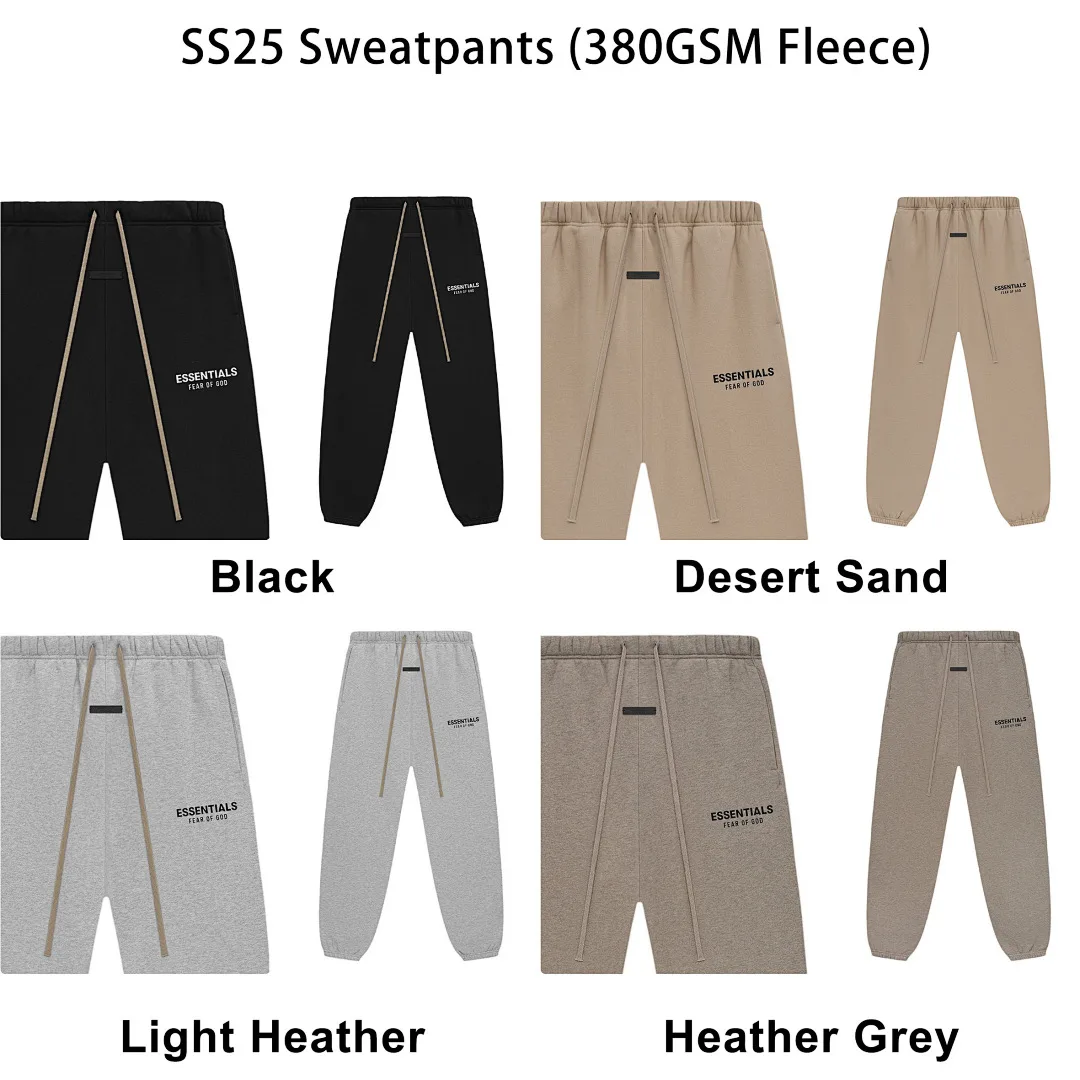 SS25 Sweatpants (380GSM Fleece)
ESSENTIALS
FEAR OF GOD
ESSENTIALS
FEAR OF GOD
ESSENTIALS
FEAR OF GOD
ESSENTIALS
FEAR OF GOD
Black
Desert Sand
ESSENTIALS
FEAR OF GOD
ESSENTIALS
FEAR OF GOD
ESSENTIALS
FEAR OF GOD
ESSENTIALS
FEAR OF GOD
Light Heather
Heather Grey